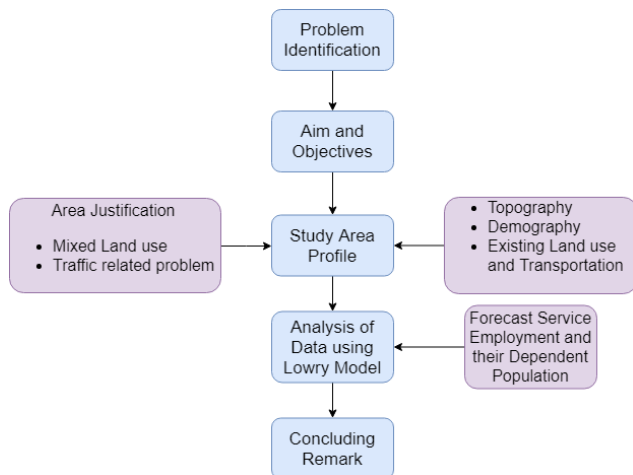 Problem
Identification
Aim and
Objectives
Area Justification
• Mixed Land use
• Traffic related problem
Study Area
Profile
• Topography
• Demography
• Existing Land use
and Transportation
Analysis of
Data using
Lowry Model
Forecast Service
Employment and
their Dependent
Population
Concluding
Remark